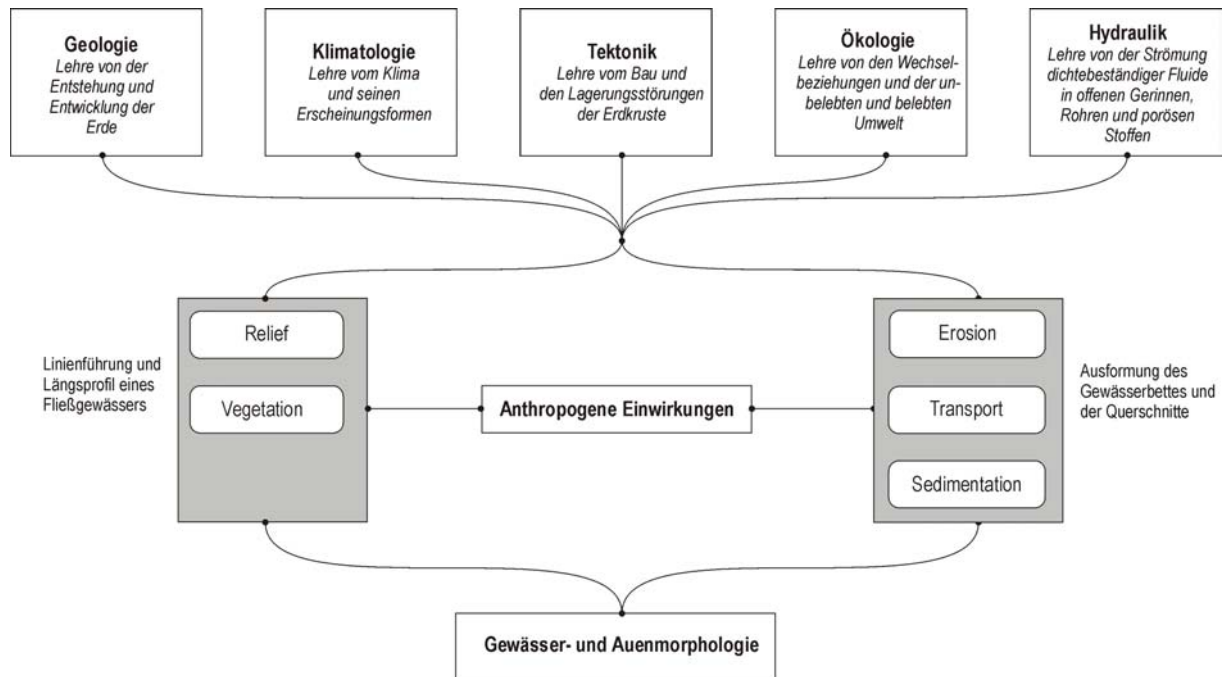 Geologie
Lehre von der
Entstehung und
Entwicklung der
Erde
Klimatologie
Lehre vom Klima
und seinen
Erscheinungsformen
Tektonik
Lehre vom Bau und
den Lagerungsstörungen
der Erdkruste
Ökologie
Lehre von den Wechsel-
beziehungen und der un-
belebten und belebten
Umwelt
Hydraulik
Lehre von der Strömung
dichtebeständiger Fluide
in offenen Gerinnen,
Rohren und porösen
Stoffen
Linienführung und
Längsprofil eines
Fließgewässers
Relief
Vegetation
Anthropogene Einwirkungen
Erosion
Transport
Sedimentation
Ausformung des
Gewässerbettes und
der Querschnitte
Gewässer- und Auenmorphologie